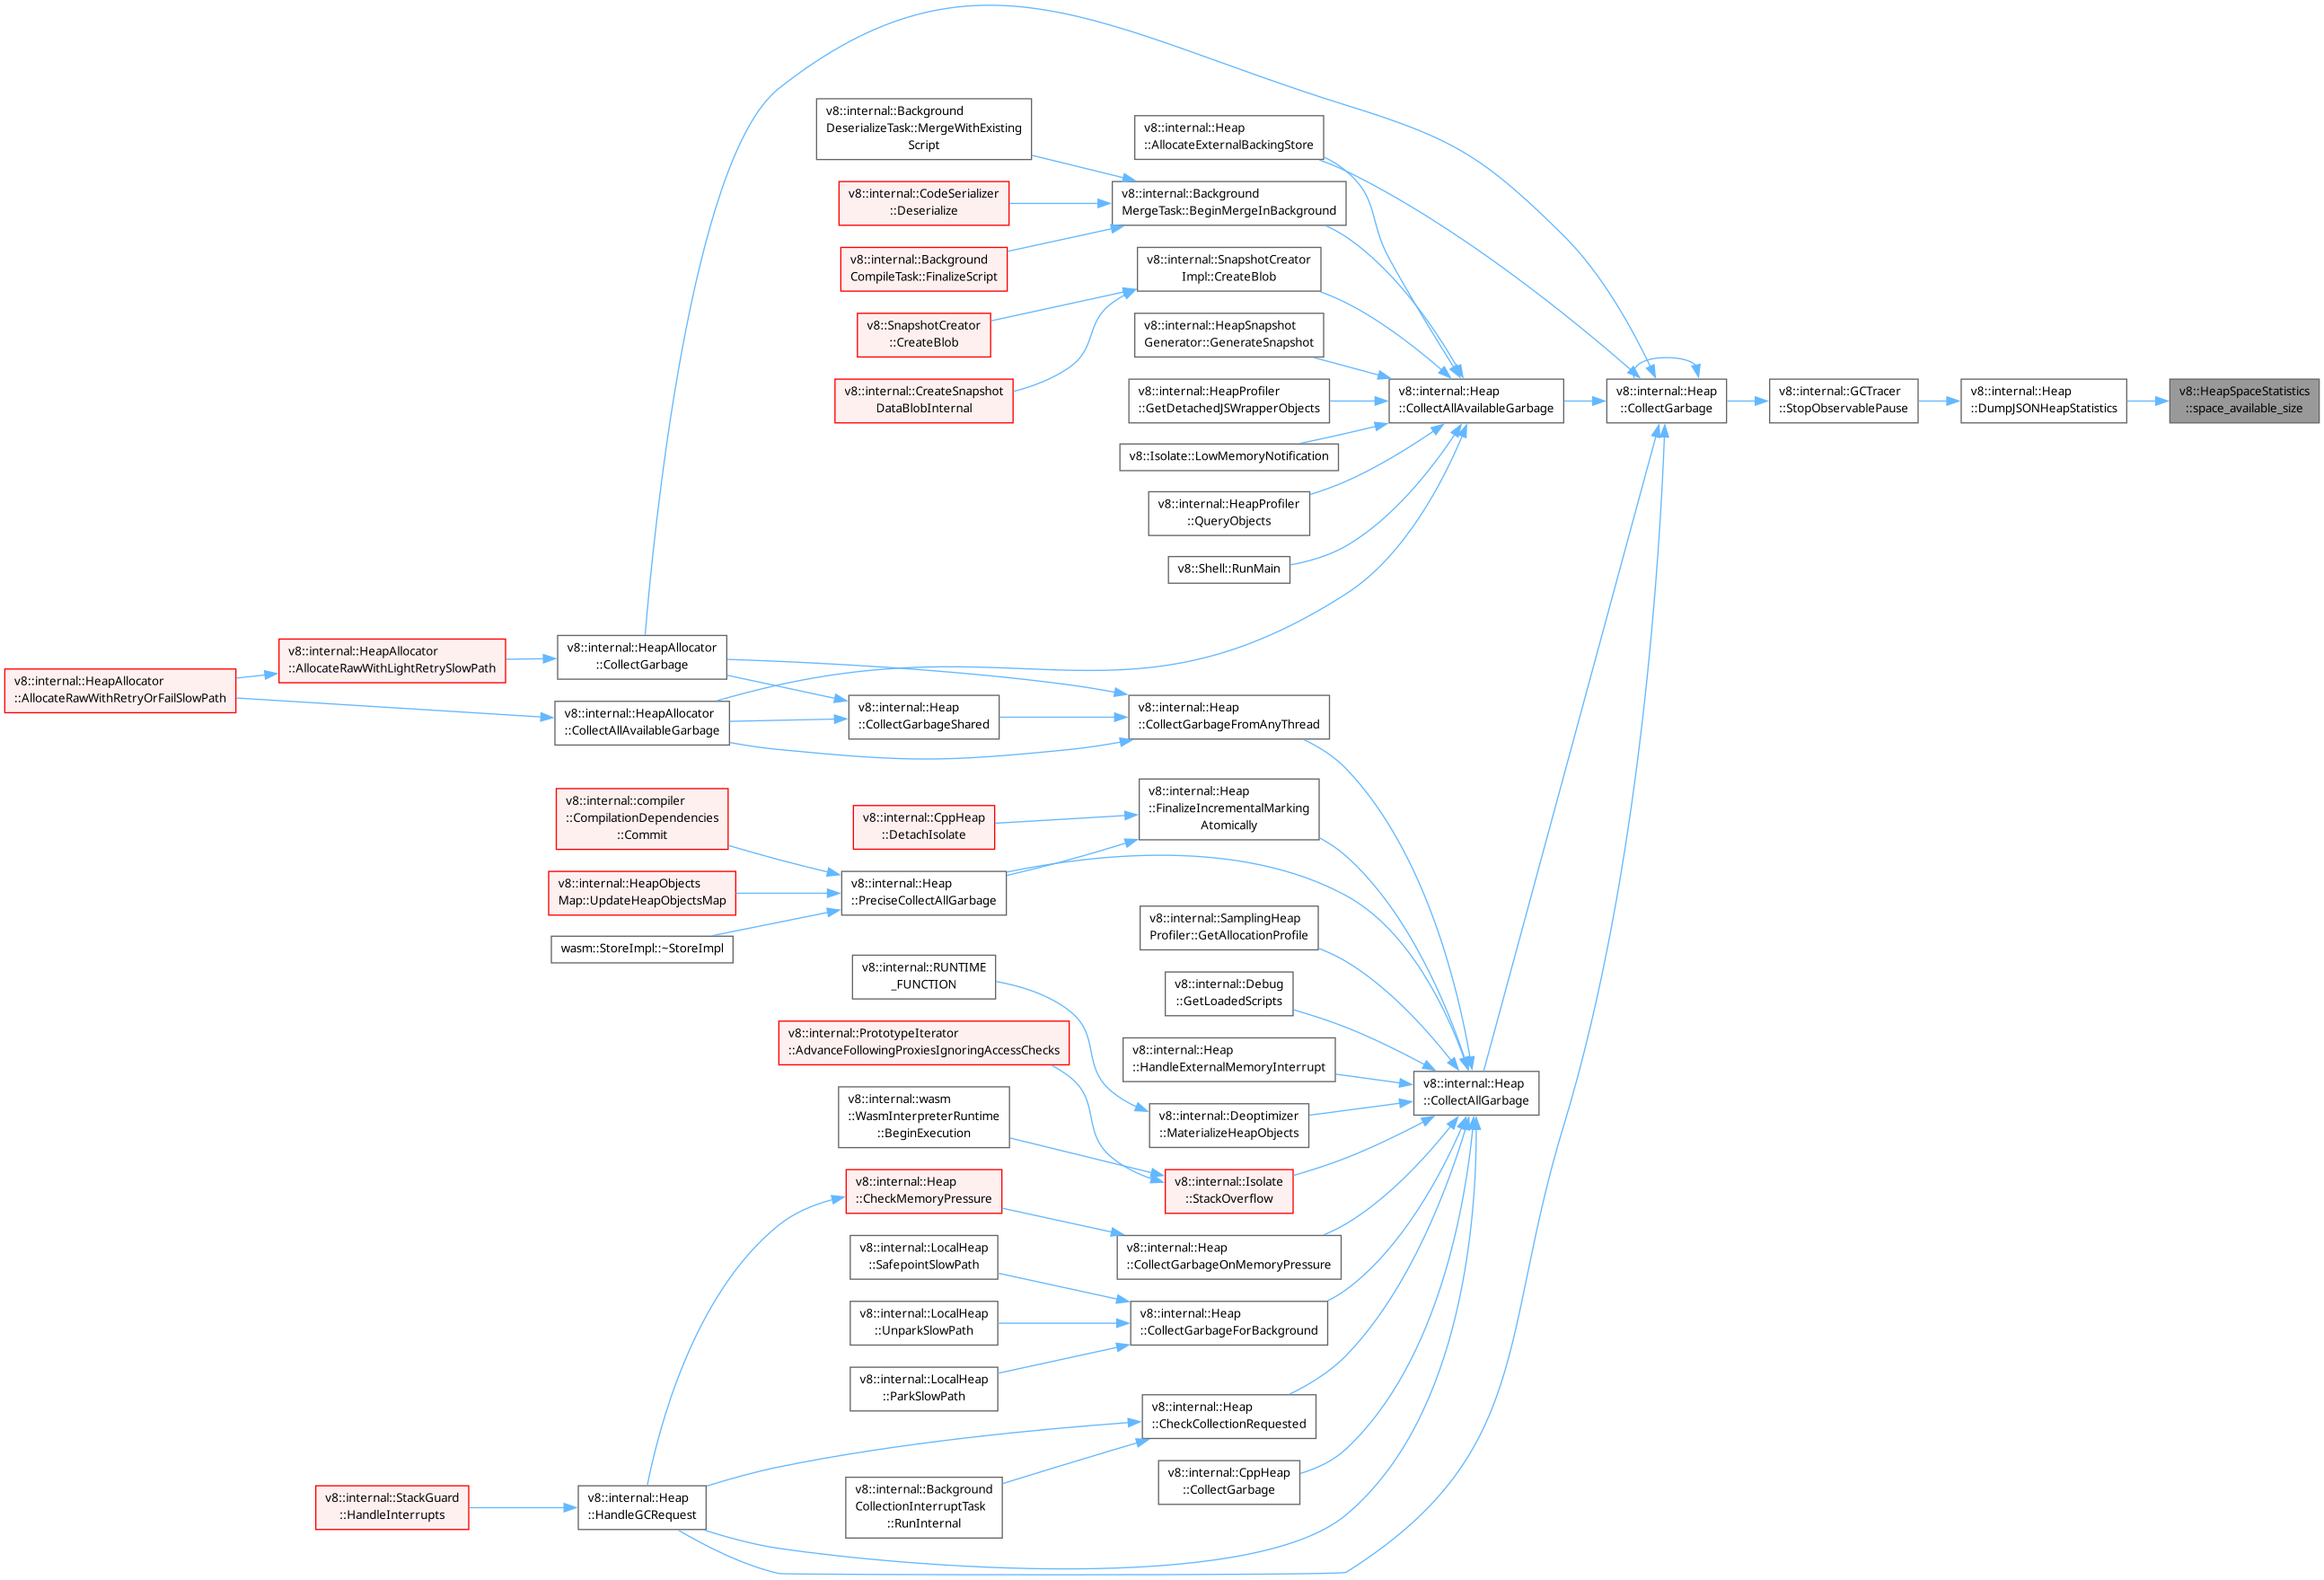 v8::internal::Background
DeserializeTask::MergeWithExisting
Script
v8::internal::Heap
::AllocateExternalBackingStore
v8::internal::CodeSerializer
::Deserialize
v8::internal::Background
MergeTask::BeginMergeInBackground
v8::internal::Background
CompileTask::FinalizeScript
v8::internal::SnapshotCreator
Impl::CreateBlob
v8::SnapshotCreator
::CreateBlob
v8::internal::HeapSnapshot
Generator::GenerateSnapshot
v8::internal::CreateSnapshot
DataBlobInternal
v8::internal::HeapProfiler
::GetDetachedJSWrapperObjects
v8::internal::Heap
::CollectAllAvailableGarbage
v8::internal::Heap
::CollectGarbage
v8::internal::GCTracer
::StopObservablePause
v8::internal::Heap
::DumpJSONHeapStatistics
v8::HeapSpaceStatistics
::space_available_size
v8::Isolate::LowMemoryNotification
v8::internal::HeapProfiler
::QueryObjects
v8::Shell::RunMain
v8::internal::HeapAllocator
::AllocateRawWithRetryOrFailSlowPath
v8::internal::HeapAllocator
::AllocateRawWithLightRetrySlowPath
v8::internal::HeapAllocator
::CollectGarbage
v8::internal::HeapAllocator
::CollectAllAvailableGarbage
v8::internal::Heap
::CollectGarbageShared
v8::internal::Heap
::CollectGarbageFromAnyThread
v8::internal::compiler
::CompilationDependencies
::Commit
v8::internal::CppHeap
::DetachIsolate
v8::internal::Heap
::FinalizeIncrementalMarking
Atomically
v8::internal::HeapObjects
Map::UpdateHeapObjectsMap
v8::internal::Heap
::PreciseCollectAllGarbage
wasm::StoreImpl::~StoreImpl
v8::internal::SamplingHeap
Profiler::GetAllocationProfile
v8::internal::RUNTIME
_FUNCTION
v8::internal::Debug
::GetLoadedScripts
v8::internal::PrototypeIterator
::AdvanceFollowingProxiesIgnoringAccessChecks
v8::internal::Heap
::HandleExternalMemoryInterrupt
v8::internal::Heap
::CollectAllGarbage
v8::internal::wasm
::WasmInterpreterRuntime
::BeginExecution
v8::internal::Deoptimizer
::MaterializeHeapObjects
v8::internal::Heap
::CheckMemoryPressure
v8::internal::Isolate
::StackOverflow
v8::internal::LocalHeap
::SafepointSlowPath
v8::internal::Heap
::CollectGarbageOnMemoryPressure
v8::internal::LocalHeap
::UnparkSlowPath
v8::internal::Heap
::CollectGarbageForBackground
v8::internal::LocalHeap
::ParkSlowPath
v8::internal::Heap
::CheckCollectionRequested
v8::internal::StackGuard
::HandleInterrupts
v8::internal::Heap
::HandleGCRequest
v8::internal::Background
CollectionInterruptTask
::RunInternal
v8::internal::CppHeap
::CollectGarbage